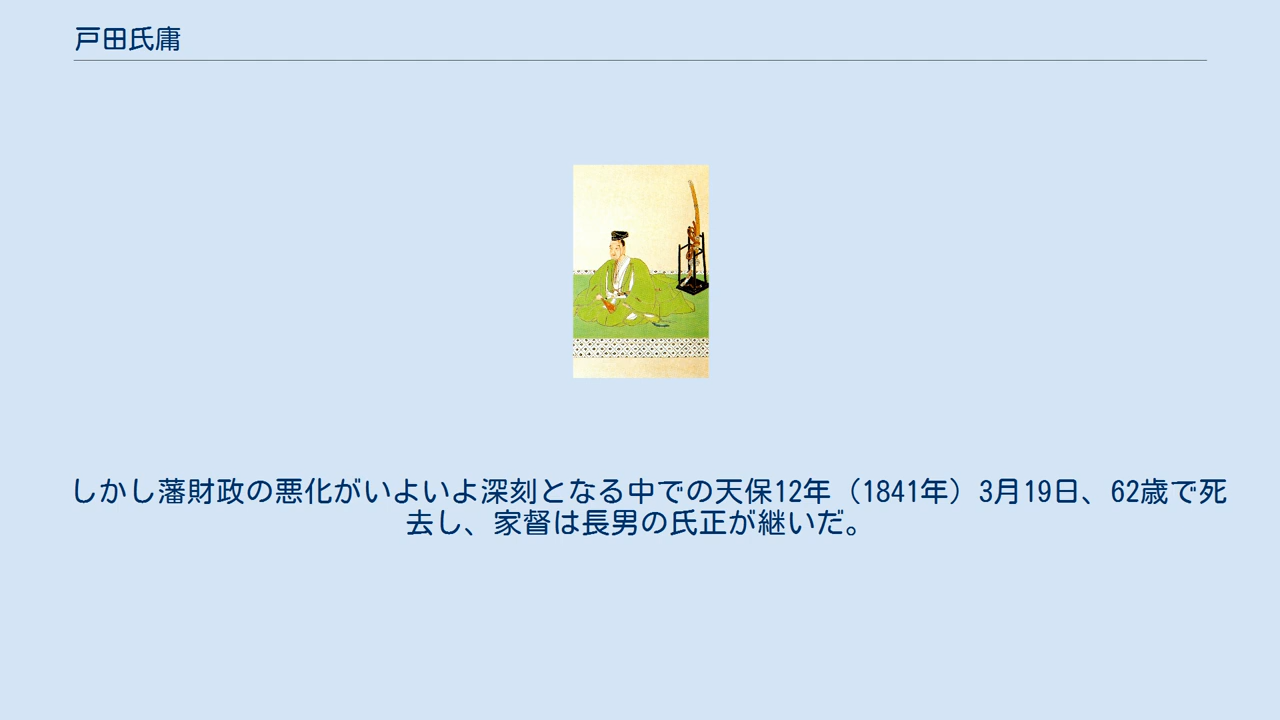 戸田氏庸
しかし藩財政の悪化がいよいよ深刻となる中での天保12年（1841年）3月19日、62歳で死
去し、家督は長男の氏正が継いだ。